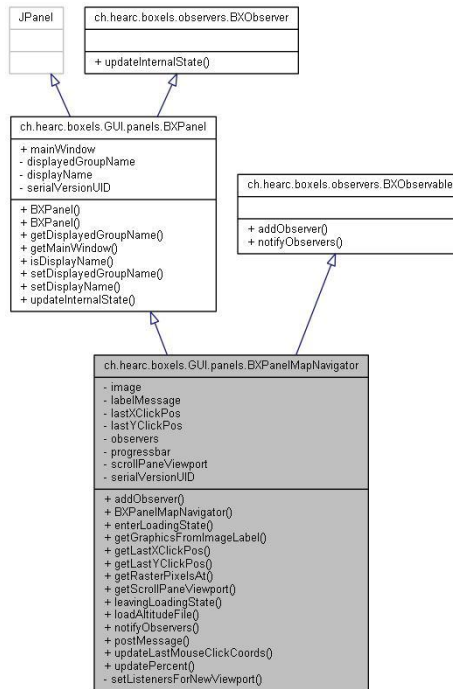 JPanel
ch.hearc.boxels.observers.BXObserver
+ updateInternalState()
ch.hearc.boxels.GUI.panels.BXPanel
+ mainWindow
- displayedGroupName
- displayName
- serialVersionUID
+ BXPanel()
+ BXPanel()
+ getDisplayedGroupName()
+ getMainWindow()
+ isDisplayName()
+ setDisplayedGroupName()
+ setDisplayName()
+ updateInternalState()
ch.hearc.boxels.observers.BXObservable
+ addObserver()
+ notifyObservers()
ch.hearc.boxels.GUI.panels.BXPanelMapNavigator
- image
- labelMessage
- lastXClickPos
- lastYClickPos
- observers
- progressbar
- scrollPaneViewport
- serialVersionUID
+ addObserver()
+ BXPanelMapNavigator()
+ enterLoadingState()
+ getGraphicsFromImageLabel()
+ getLastXClickPos()
+ getLastYClickPos()
+ getRasterPixelsAt()
+ getScrollPaneViewport()
+ leavingLoadingState()
+ loadAltitudeFile()
+ notifyObservers()
+ postMessage()
+ updateLastMouseClickCoords()
+ updatePercent()
- setListenersForNewViewport()